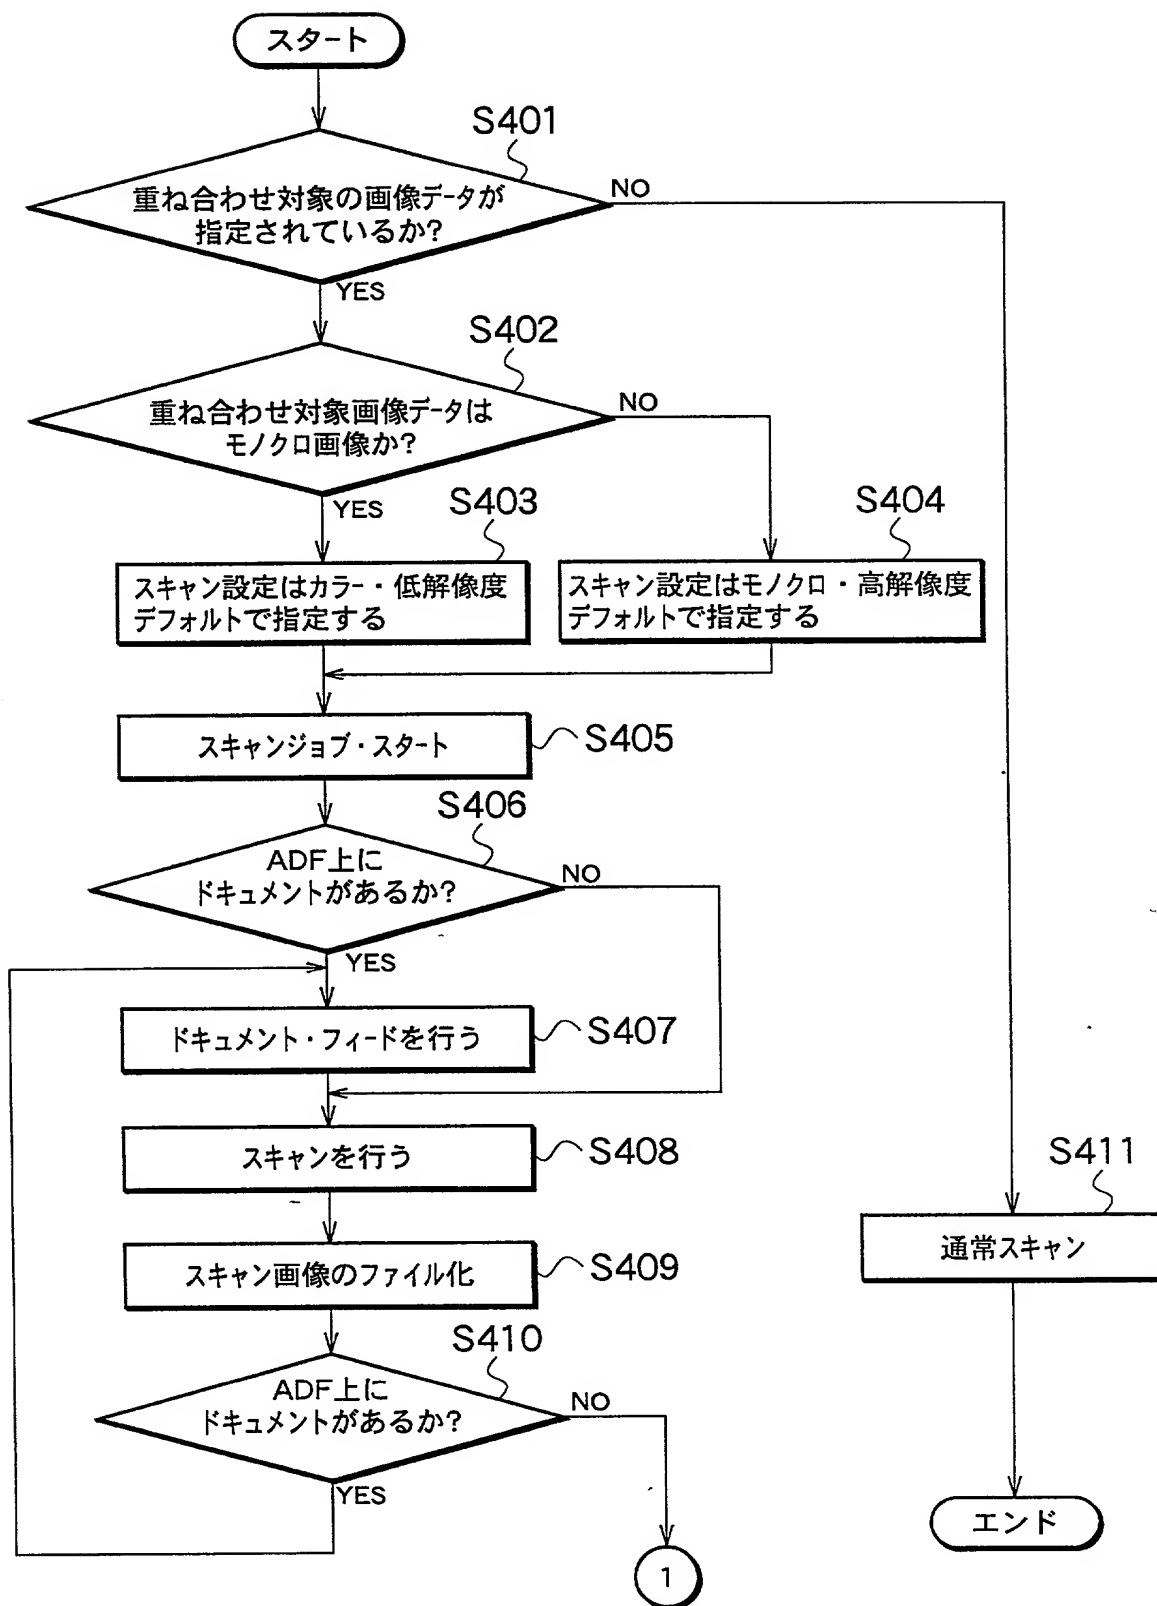 スタート
S401
重ね合わせ対象の画像データが
指定されているか?
NO
YES
S402
重ね合わせ対象画像データは
モノクロ画像か?
NO
YES
S403
スキャン設定はカラー・低解像度
デフォルトで指定する
S404
スキャン設定はモノクロ・高解像度
デフォルトで指定する
スキャンジョブ・スタート
S405
S406
ADF上に
ドキュメントがあるか?
NO
YES
ドキュメント・フィードを行う
S407
スキャンを行う
S408
スキャン画像のファイル化
S409
S410
ADF上に
ドキュメントがあるか?
NO
YES
1
S411
通常スキャン
エンド